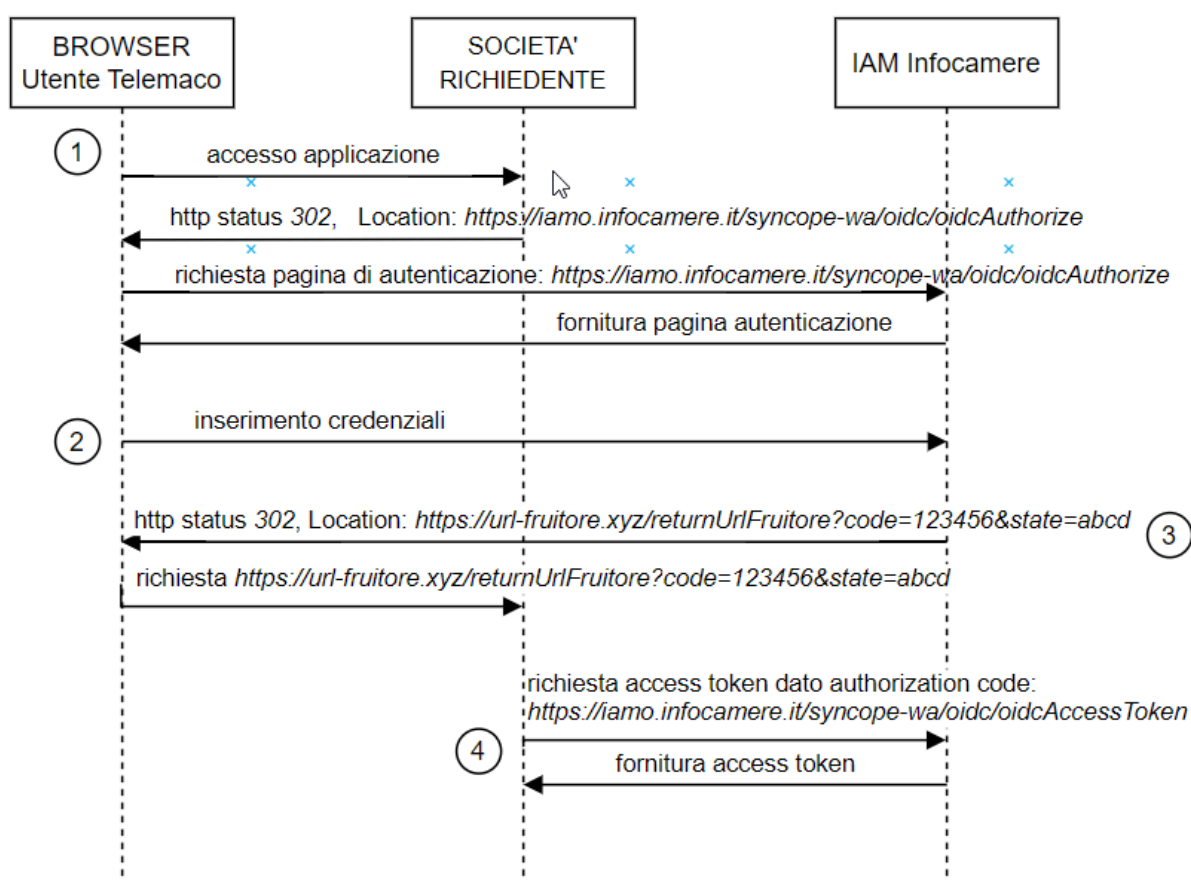 BROWSER
Utente Telemaco
SOCIETA'
RICHIEDENTE
IAM Infocamere
1
accesso applicazione
http status 302, Location: https://iamo.infocamere.it/syncope-wa/oidc/oidcAuthorize
richiesta pagina di autenticazione: https://iamo.infocamere.it/syncope-wa/oidc/oidcAuthorize
fornitura pagina autenticazione
2
inserimento credenziali
http status 302, Location: https://url-fruitore.xyz/returnUrlFruitore?code=123456&state=abcd
3
richiesta https://url-fruitore.xyz/returnUrlFruitore?code=123456&state=abcd
richiesta access token dato authorization code:
https://iamo.infocamere.it/syncope-wa/oidc/oidcAccessToken
4
fornitura access token